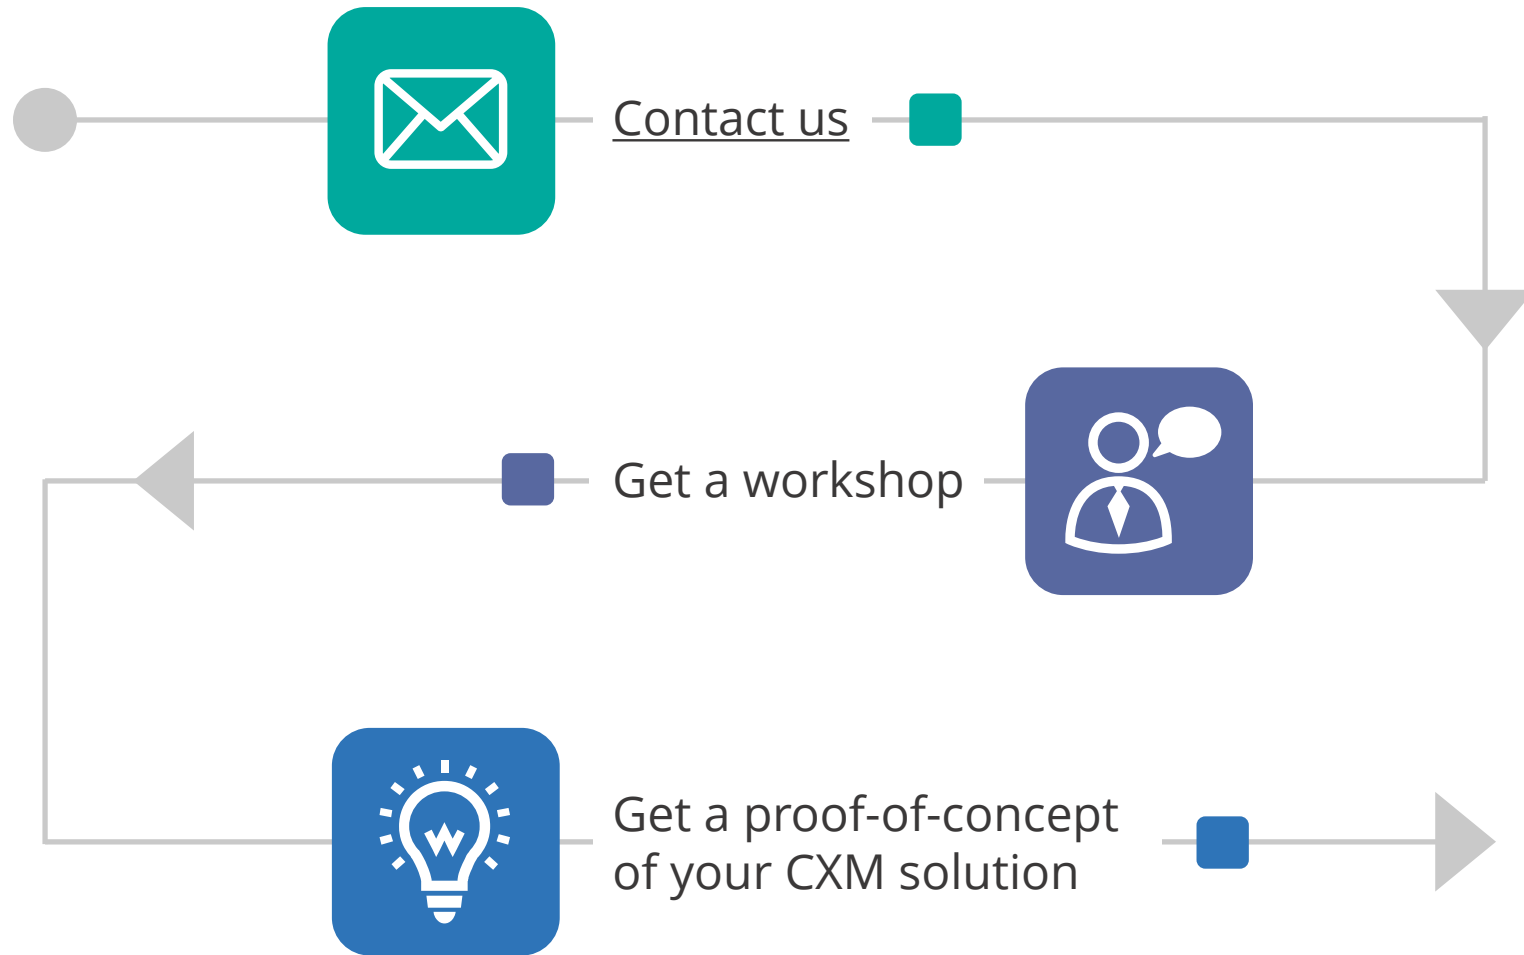 Contact us
Get a workshop
Get a proof-of-concept
of your CXM solution